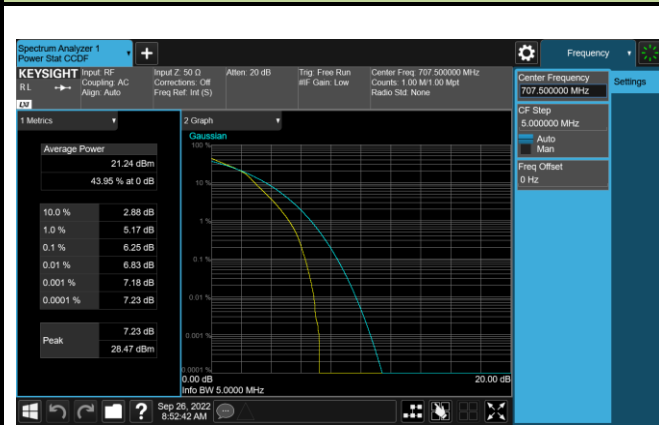 Spectrum Analyzer 1
Power Stat CCDF
+
Frequency
KEYSIGHT
RL
LXI
Input: RF
Coupling: AC
Align: Auto
Input Z: 50 Ω
Corrections: Off
Freq Ref: Int (S)
Atten: 20 dB
Trig: Free Run
#IF Gain: Low
Center Freq: 707.500000 MHz
Counts: 1.00 M/1.00 Mpt
Radio Std: None
Center Frequency
707.500000 MHz
Settings
CF Step
5.000000 MHz
Auto
Man
Freq Offset
0 Hz
1 Metrics
Average Power
21.24 dBm
43.95 % at 0 dB
10.0 % 2.88 dB
1.0 % 5.17 dB
0.1 % 6.25 dB
0.01 % 6.83 dB
0.001 % 7.18 dB
0.0001 % 7.23 dB
Peak
7.23 dB
28.47 dBm
2 Graph
Gaussian
100 %
10 %
1 %
0.1 %
0.01 %
0.001 %
0.0001 %
0.00 dB 20.00 dB
Info BW 5.0000 MHz
?
Sep 26, 2022
8:52:42 AM